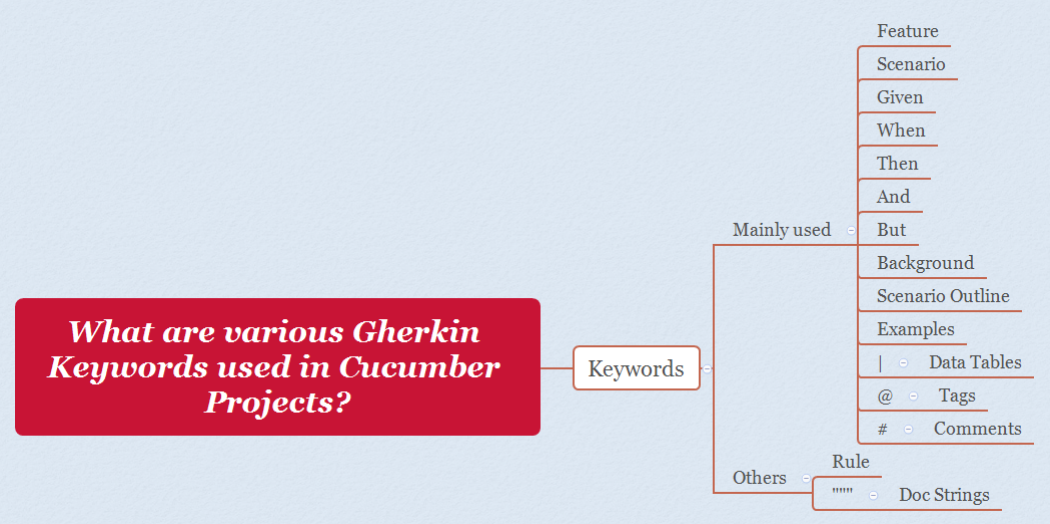 What are various Gherkin
Keywords used in Cucumber
Projects?
Keywords
Mainly used
Feature
Scenario
Given
When
Then
And
But
Background
Scenario Outline
Examples
| Data Tables
@ Tags
# Comments
Others
Rule
""" Doc Strings